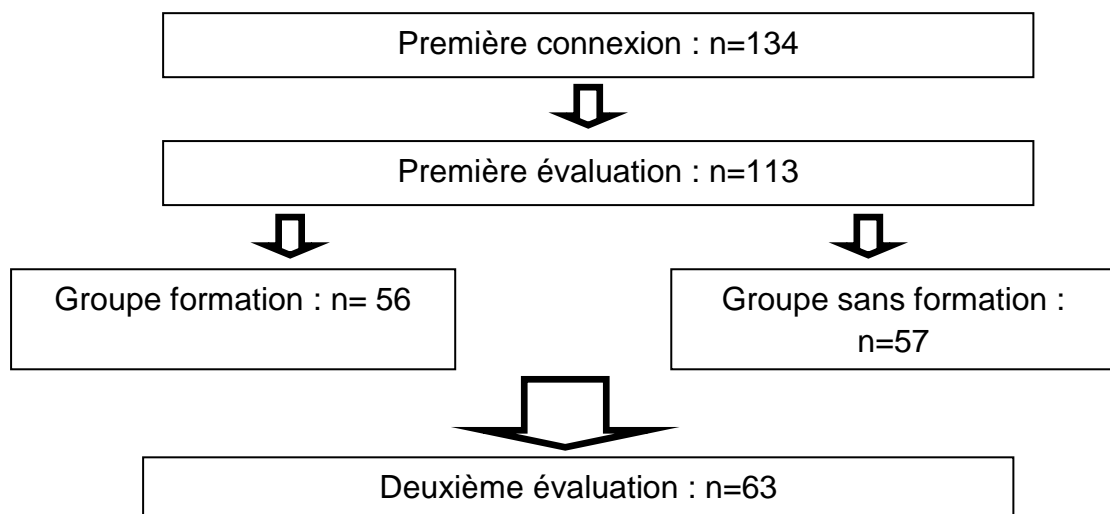 Première connexion : n=134
Première évaluation : n=113
Groupe formation : n= 56
Groupe sans formation :
n=57
Deuxième évaluation : n=63